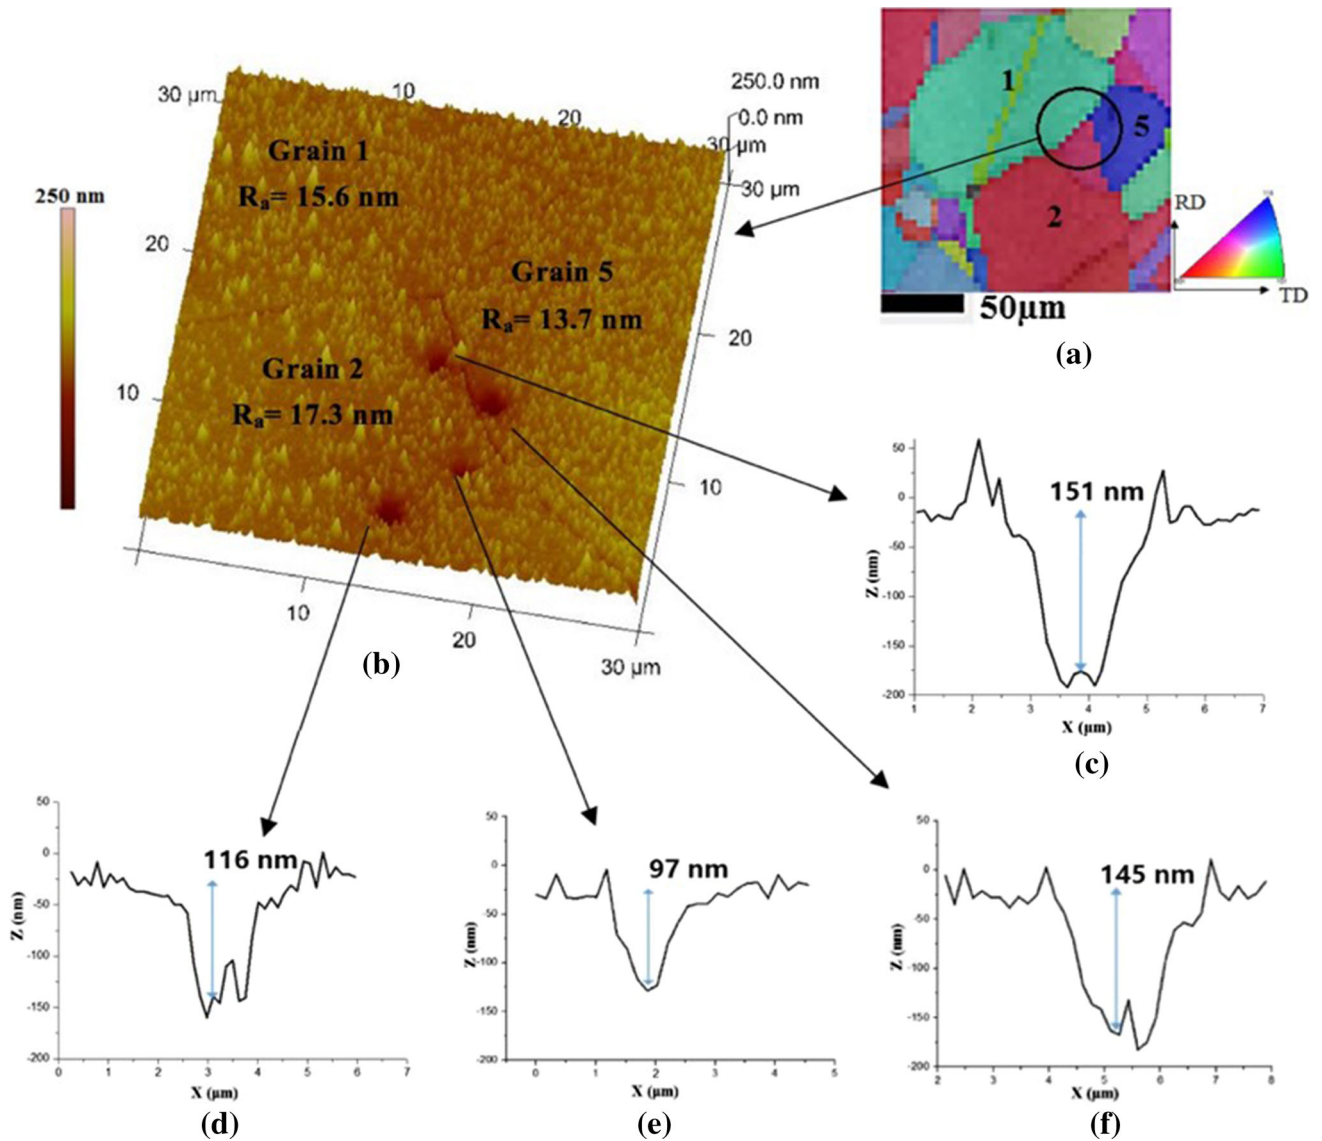 30 µm
10
20
250.0 nm
0.0 nm
30 µm
30 µm
250 nm
Grain 1
Ra= 15.6 nm
20
Grain 5
Ra= 13.7 nm
Grain 2
Ra= 17.3 nm
10
20
10
10
20
30 µm
(b)
1
5
2
RD
TD
50µm
(a)
151 nm
50
0
-50
-100
-150
-200
Z (nm)
1
2
3
4
5
6
7
X (µm)
(c)
116 nm
50
0
-50
-100
-150
-200
Z (nm)
0
1
2
3
4
5
6
7
X (µm)
(d)
97 nm
50
0
-50
-100
-150
-200
Z (nm)
0
1
2
3
4
5
X (µm)
(e)
145 nm
50
0
-50
-100
-150
-200
Z (nm)
2
3
4
5
6
7
8
X (µm)
(f)